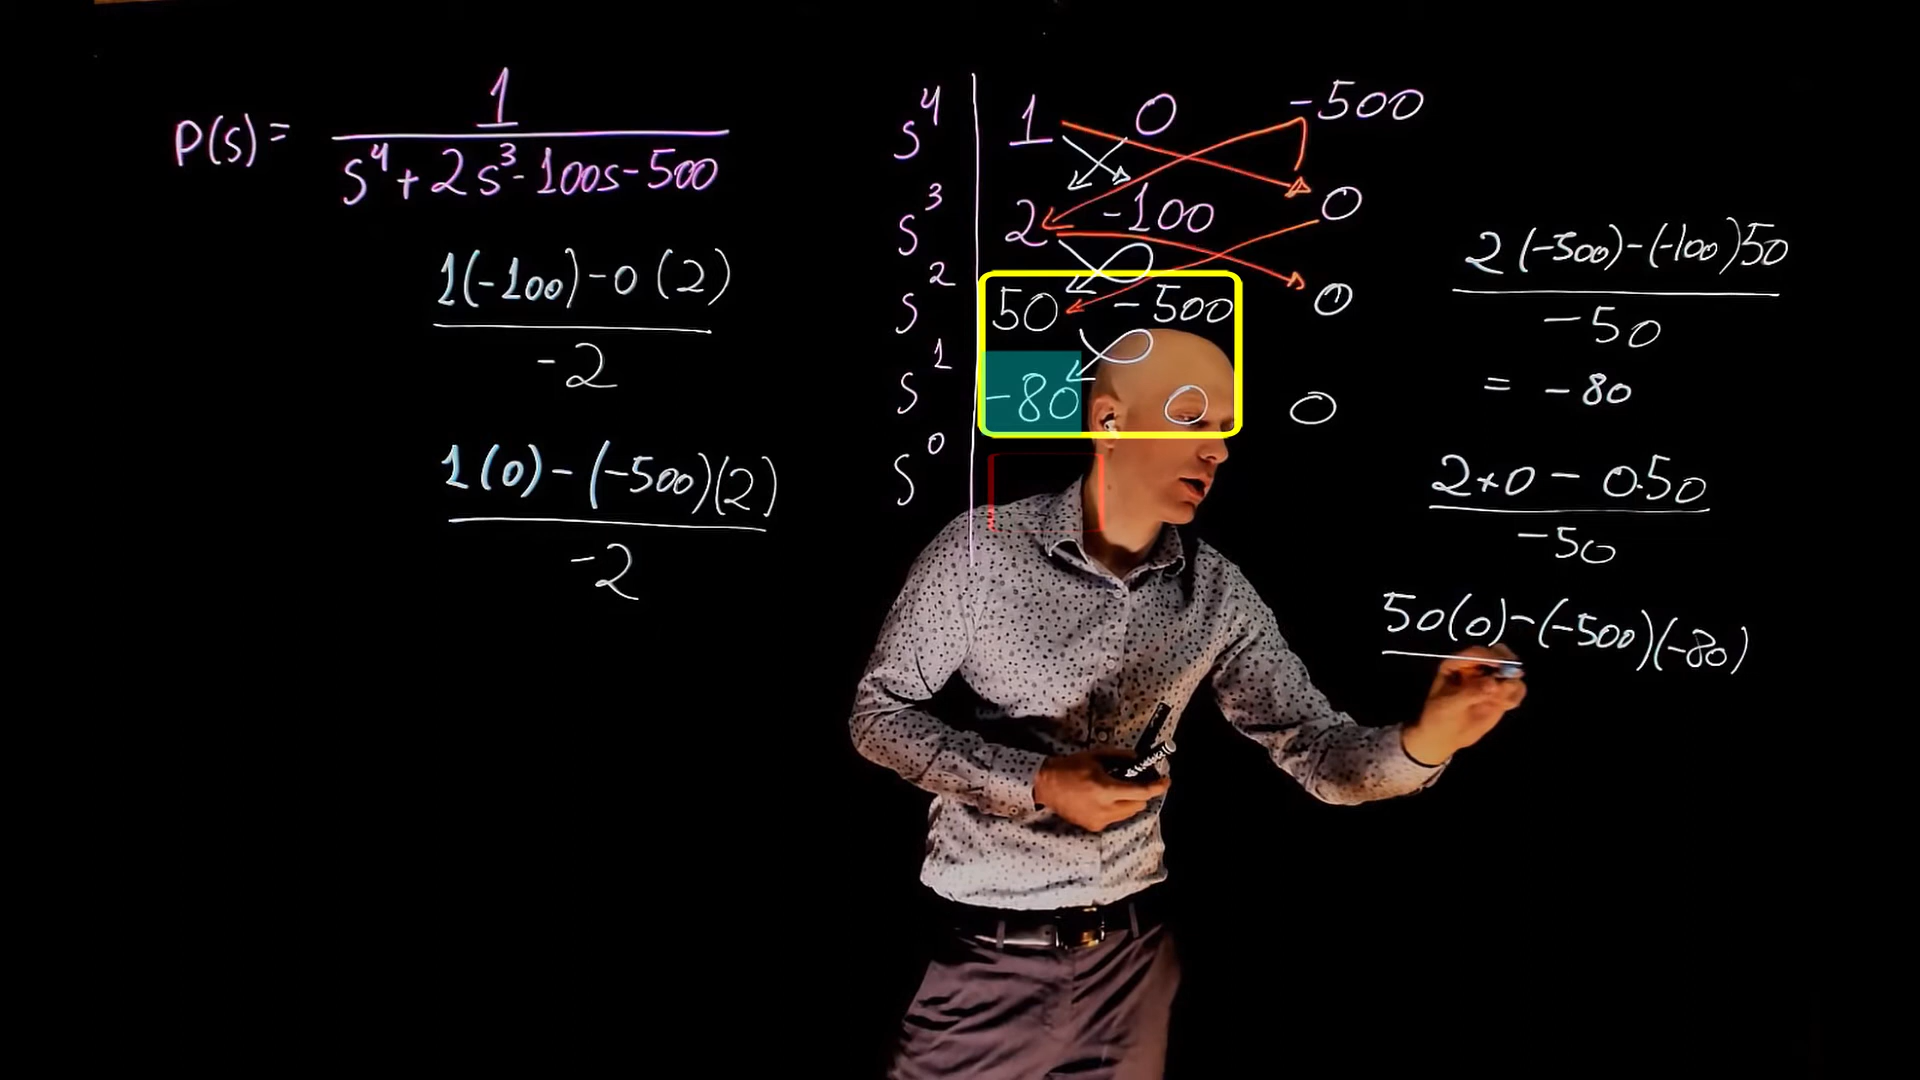 P(s) = 1
s⁴ + 2s³ - 100s - 500
1(-100) - 0(2)
-2
1(0) - (-500)(2)
-2
s⁴ 1 0 -500
s³ 2 -100 0
s² 50 -500 0
s¹ -80 0 0
s⁰
2(-500) - (-100)50
-50
= -80
2*0 - 0.50
-50
50(0) - (-500)(-80)